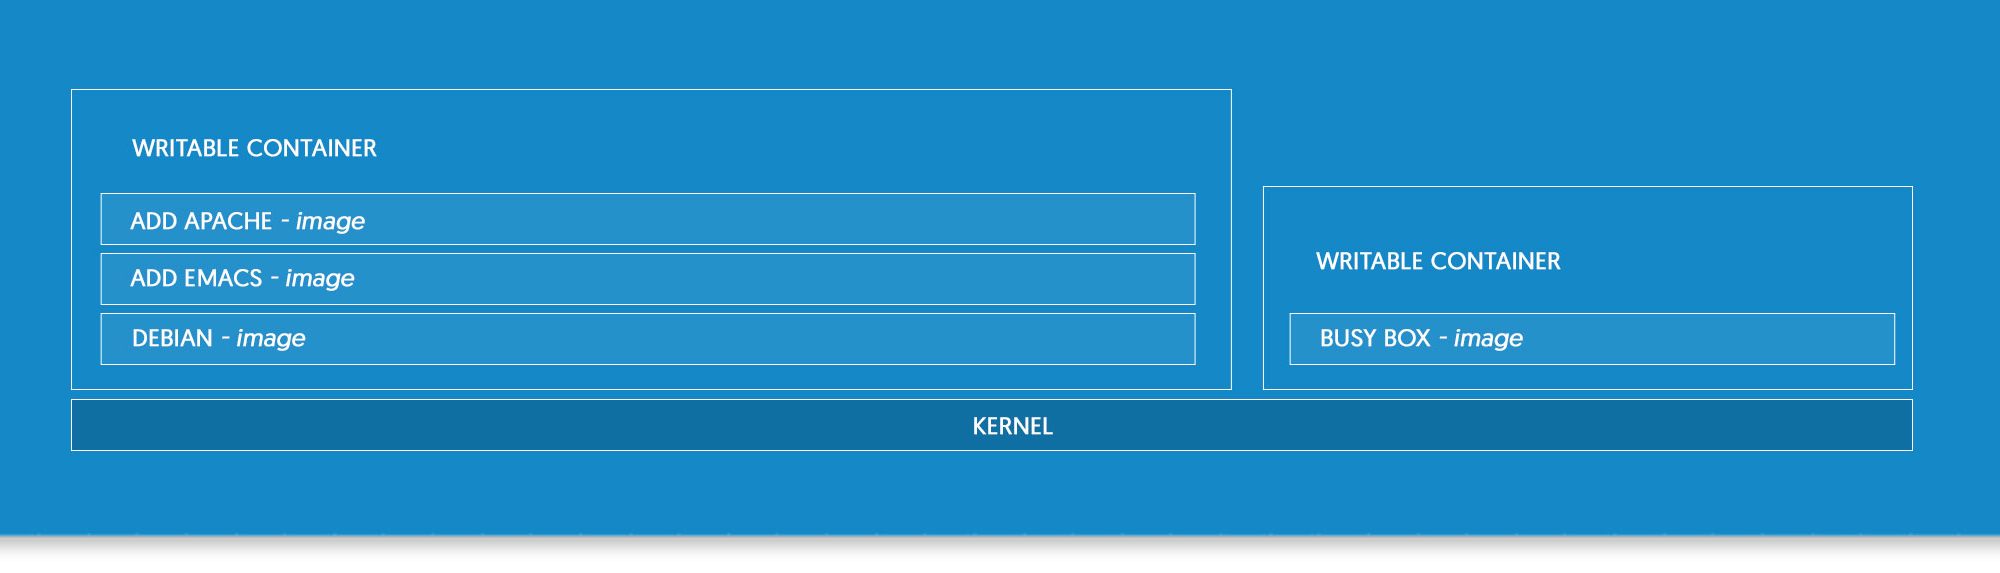 WRITABLE CONTAINER
ADD APACHE - image
ADD EMACS - image
DEBIAN - image
WRITABLE CONTAINER
BUSY BOX - image
KERNEL